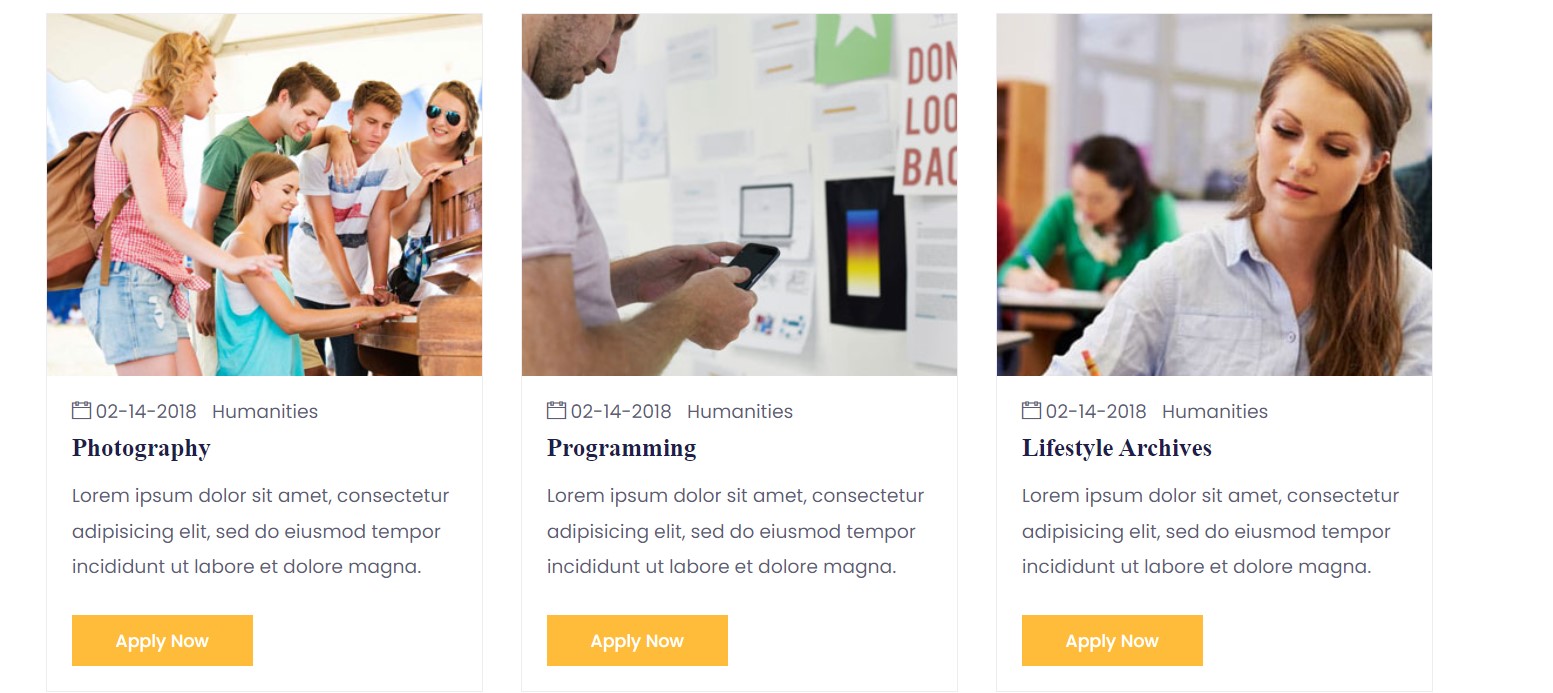 DON
LOO
BAC
02-14-2018 Humanities
Photography
Lorem ipsum dolor sit amet, consectetur
adipisicing elit, sed do eiusmod tempor
incididunt ut labore et dolore magna.
Apply Now
02-14-2018 Humanities
Programming
Lorem ipsum dolor sit amet, consectetur
adipisicing elit, sed do eiusmod tempor
incididunt ut labore et dolore magna.
Apply Now
02-14-2018 Humanities
Lifestyle Archives
Lorem ipsum dolor sit amet, consectetur
adipisicing elit, sed do eiusmod tempor
incididunt ut labore et dolore magna.
Apply Now